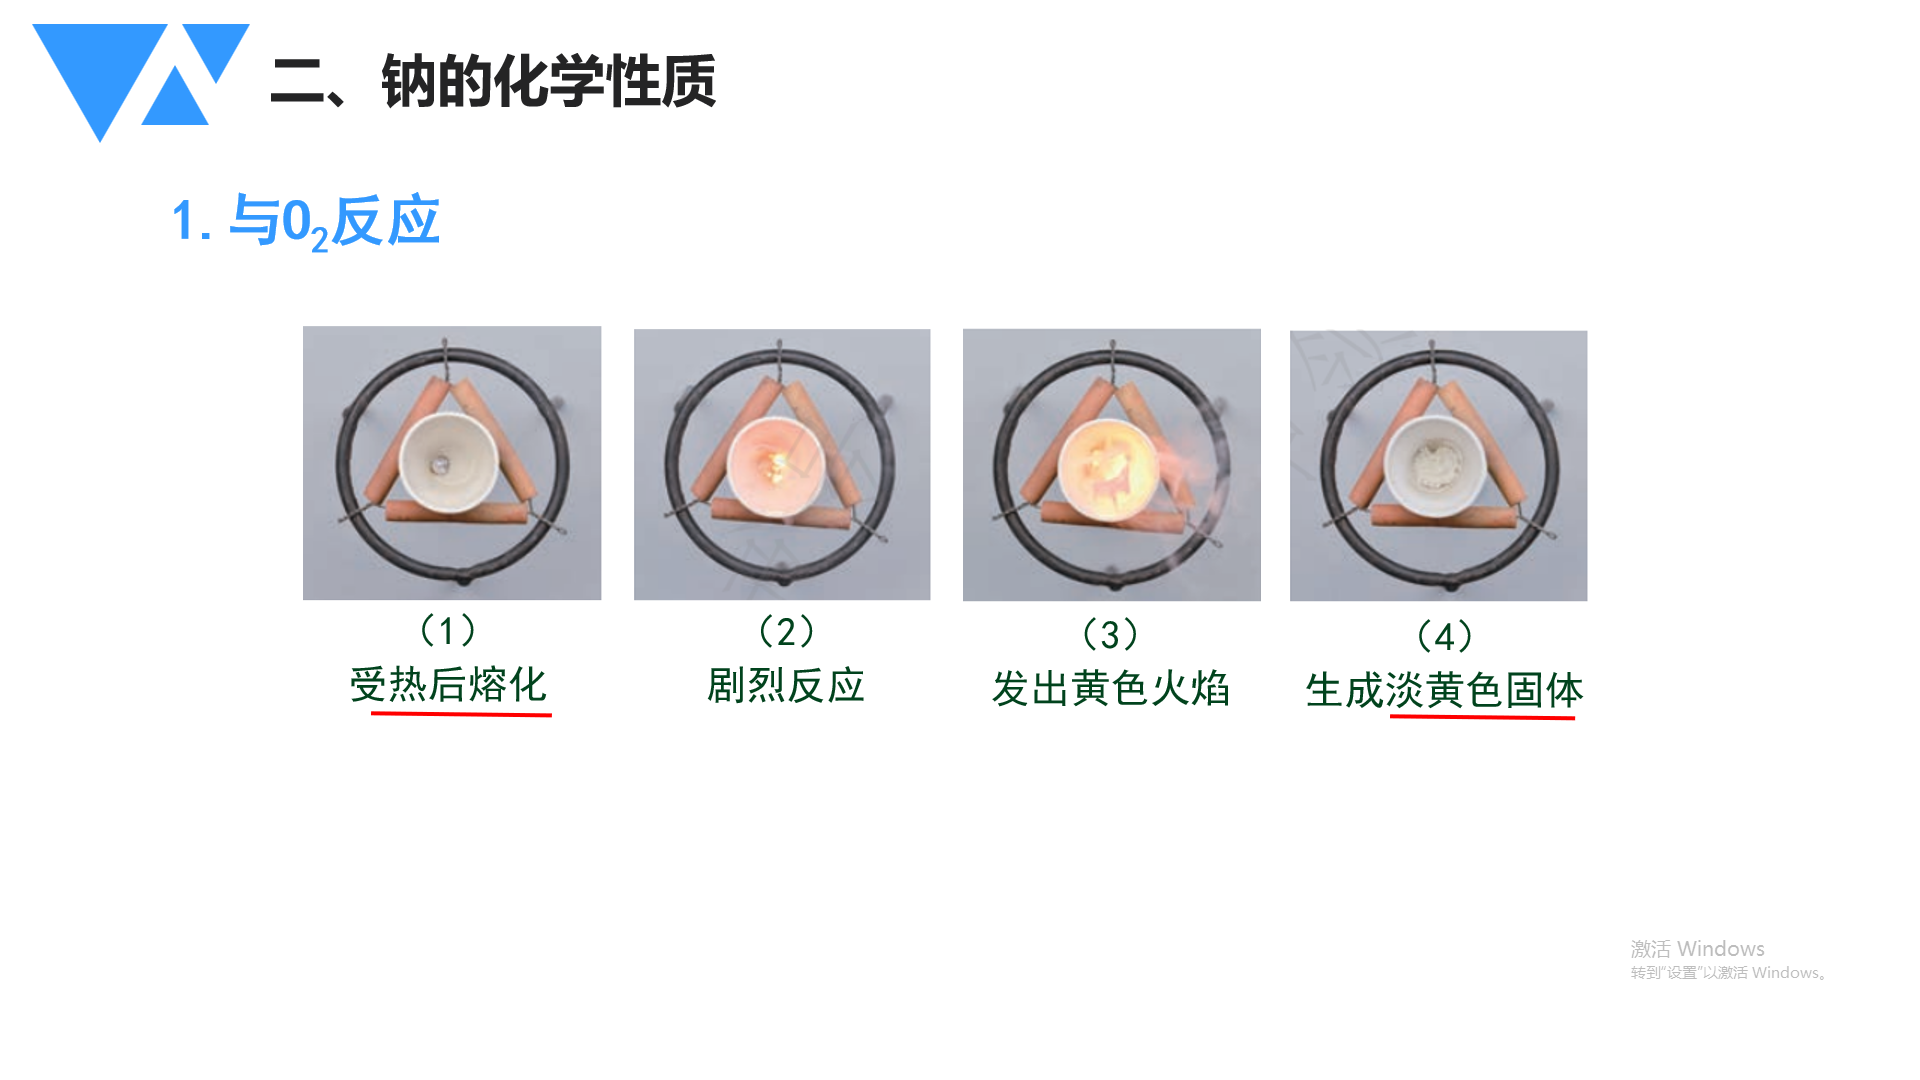 二、钠的化学性质
1.与O₂反应
（1）
受热后熔化
（2）
剧烈反应
（3）
发出黄色火焰
（4）
生成淡黄色固体
激活 Windows
转到“设置”以激活 Windows。